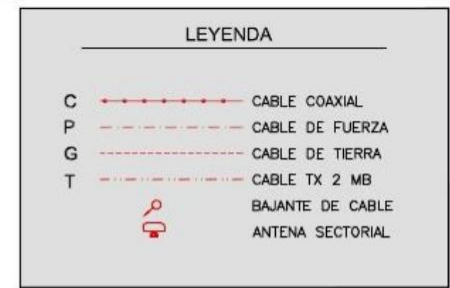 LEYENDA
C CABLE COAXIAL
P CABLE DE FUERZA
G CABLE DE TIERRA
T CABLE TX 2 MB
BAJANTE DE CABLE
ANTENA SECTORIAL